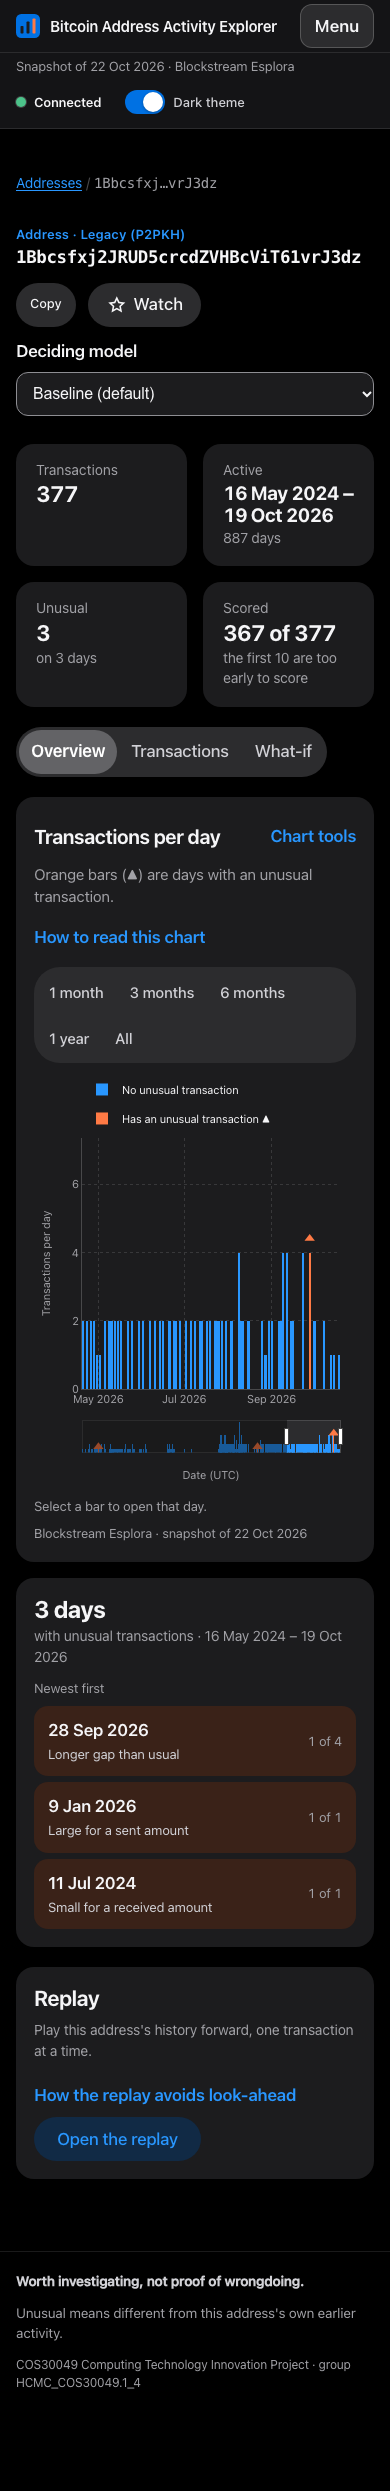 Bitcoin Address Activity Explorer
Menu
Snapshot of 22 Oct 2026 · Blockstream Esplora
Connected
Dark theme
Addresses / 1Bbcsfxj…vrJ3dz
Address · Legacy (P2PKH)
1Bbcsfxj2JRUD5crcdZVHBcViT61vrJ3dz
Copy
Watch
Deciding model
Baseline (default)
Transactions
377
Active
16 May 2024 –
19 Oct 2026
887 days
Unusual
3
on 3 days
Scored
367 of 377
the first 10 are too
early to score
Overview
Transactions
What-if
Transactions per day
Chart tools
Orange bars (▲) are days with an unusual
transaction.
How to read this chart
1 month
3 months
6 months
1 year
All
No unusual transaction
Has an unusual transaction ▲
Transactions per day
6
4
2
0
May 2026
Jul 2026
Sep 2026
Date (UTC)
Select a bar to open that day.
Blockstream Esplora · snapshot of 22 Oct 2026
3 days
with unusual transactions · 16 May 2024 – 19 Oct
2026
Newest first
28 Sep 2026
Longer gap than usual
1 of 4
9 Jan 2026
Large for a sent amount
1 of 1
11 Jul 2024
Small for a received amount
1 of 1
Replay
Play this address's history forward, one transaction
at a time.
How the replay avoids look-ahead
Open the replay
Worth investigating, not proof of wrongdoing.
Unusual means different from this address's own earlier
activity.
COS30049 Computing Technology Innovation Project · group
HCMC_COS30049.1_4